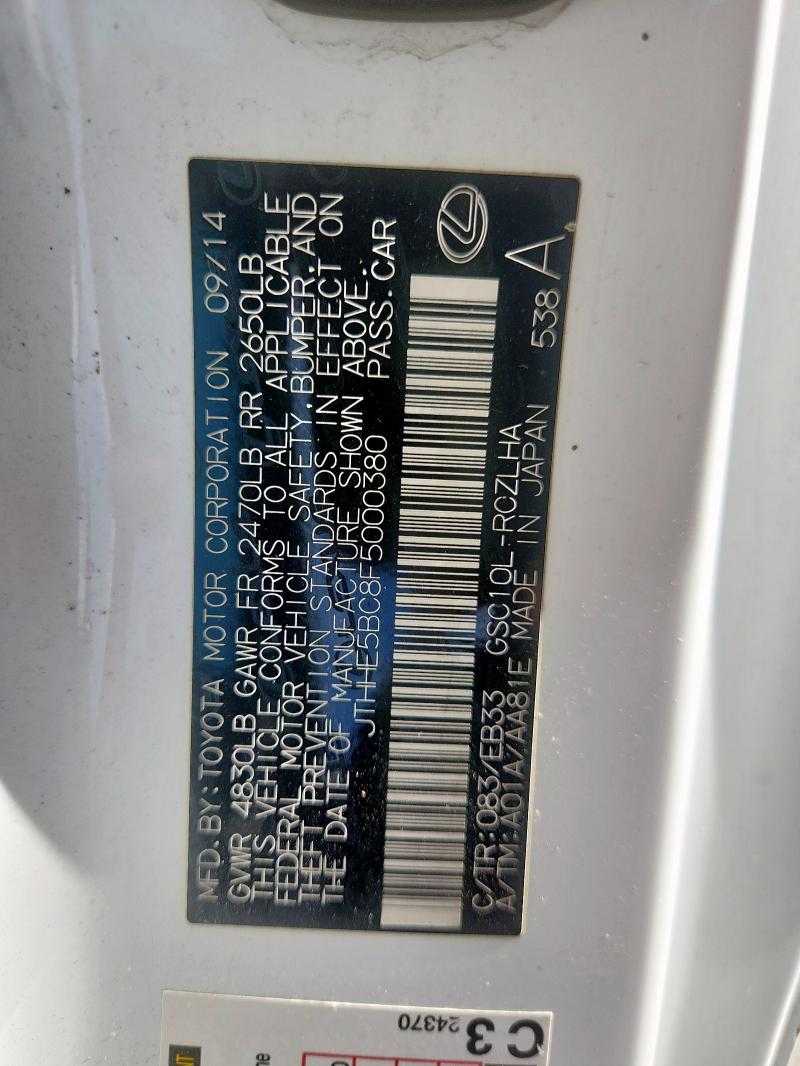 MFD. BY: TOYOTA MOTOR CORPORATION 09/14
GVWR 4830LB GAWR FR 2470LB RR 2650LB
THIS VEHICLE CONFORMS TO ALL APPLICABLE
FEDERAL MOTOR VEHICLE SAFETY, BUMPER, AND
THEFT PREVENTION STANDARDS IN EFFECT ON
THE DATE OF MANUFACTURE SHOWN ABOVE.
JTHHE5BC8F5000380 PASS. CAR
C/TR: 083/EB33 GSC10L-RCZLHA
A/TM: A01A/AA81E MADE IN JAPAN 538 A
C3
24370